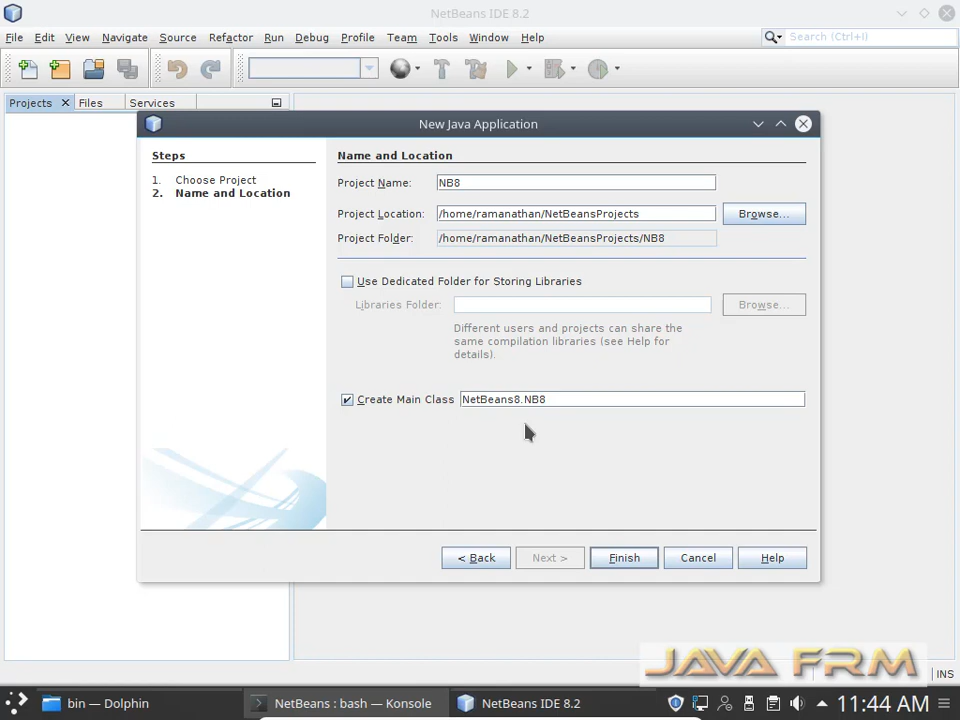 NetBeans IDE 8.2
File Edit View Navigate Source Refactor Run Debug Profile Team Tools Window Help Search (Ctrl+I)
Projects Files Services
New Java Application
Steps
1. Choose Project
2. Name and Location
Name and Location
Project Name: NB8
Project Location: /home/ramanathan/NetBeansProjects Browse...
Project Folder: /home/ramanathan/NetBeansProjects/NB8
Use Dedicated Folder for Storing Libraries
Libraries Folder: Browse...
Different users and projects can share the
same compilation libraries (see Help for
details).
Create Main Class NetBeans8.NB8
< Back Next > Finish Cancel Help
JAVA FRM
INS
bin — Dolphin NetBeans : bash — Konsole NetBeans IDE 8.2 11:44 AM